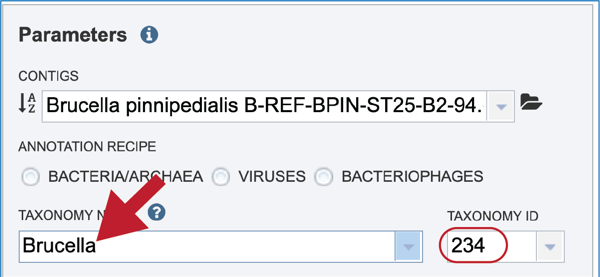 Parameters
CONTIGS
Brucella pinnipedialis B-REF-BPIN-ST25-B2-94.
ANNOTATION RECIPE
BACTERIA/ARCHAEA VIRUSES BACTERIOPHAGES
TAXONOMY TAXONOMY ID
Brucella 234